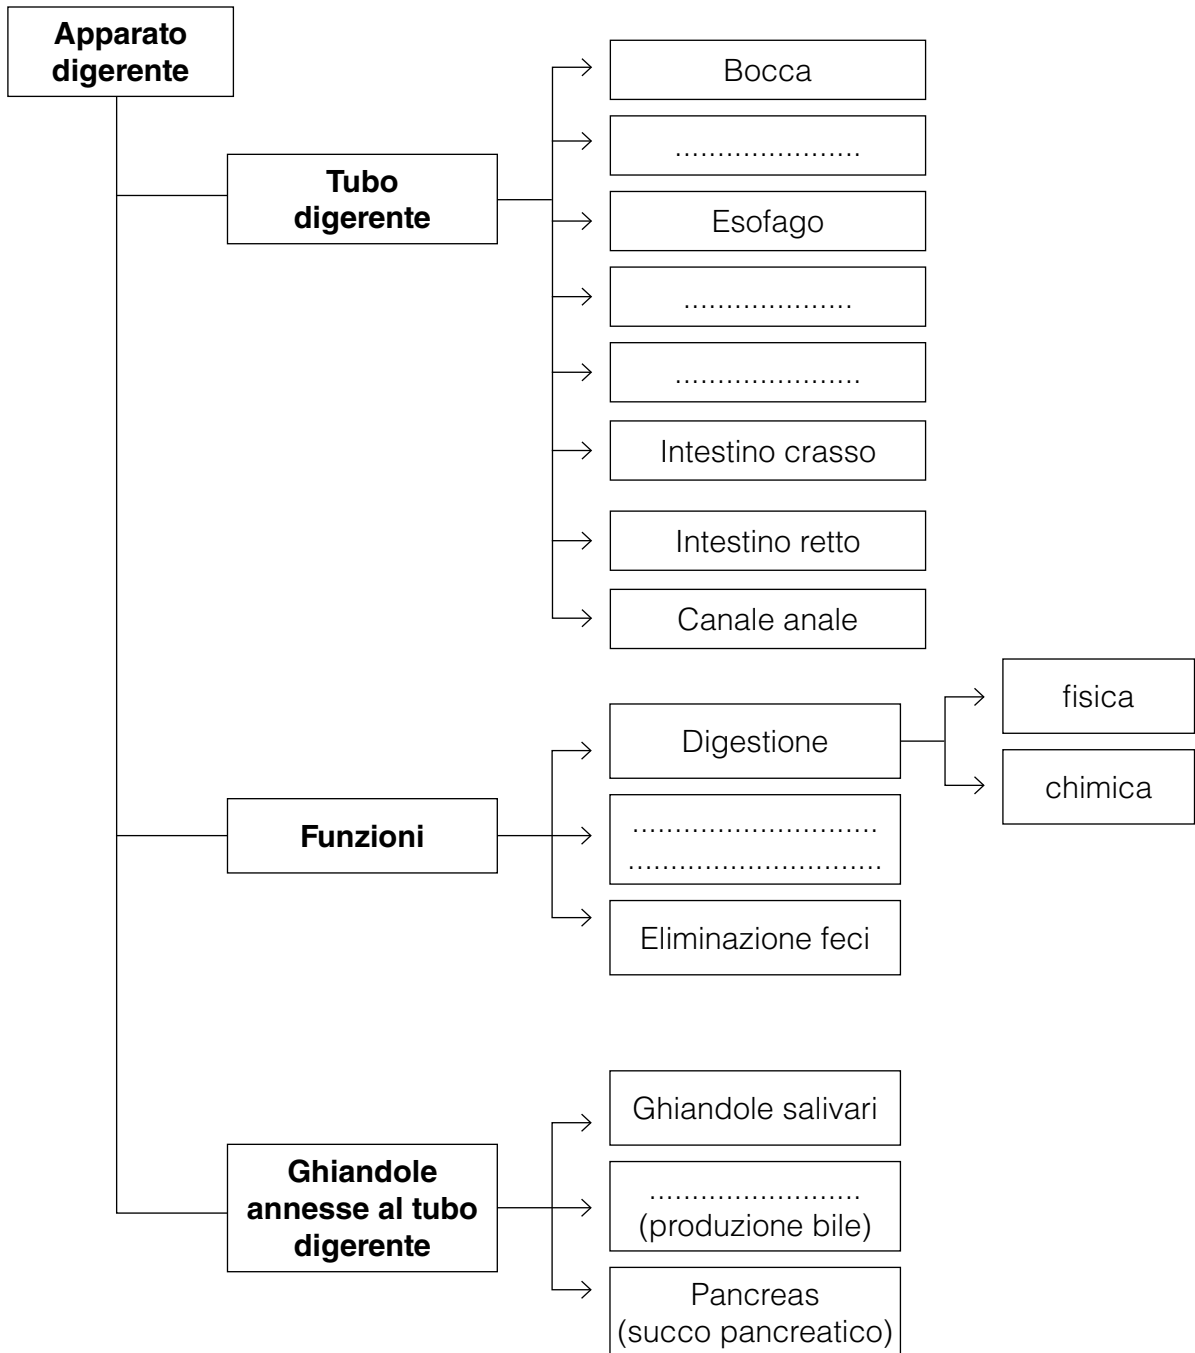 Apparato
digerente
Bocca
......................
Tubo
digerente
Esofago
....................
......................
Intestino crasso
Intestino retto
Canale anale
fisica
Digestione
chimica
Funzioni
.............................
..............................
Eliminazione feci
Ghiandole salivari
Ghiandole
annesse al tubo
digerente
.........................
(produzione bile)
Pancreas
(succo pancreatico)